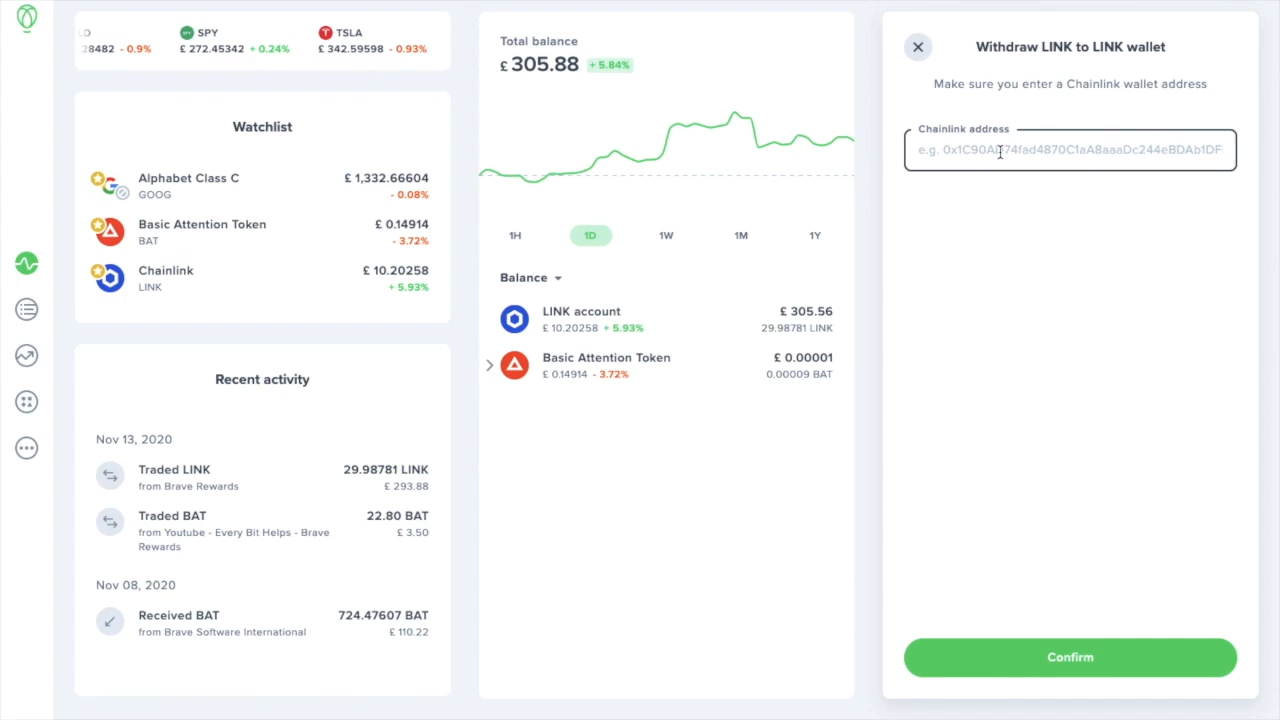 SPY
TSLA
28482 - 0.9%
£ 272.45342 + 0.24%
£ 342.59598 - 0.93%
Watchlist
Alphabet Class C
£ 1,332.66604
GOOG
- 0.08%
Basic Attention Token
£ 0.14914
BAT
- 3.72%
Chainlink
£ 10.20258
LINK
+ 5.93%
Recent activity
Nov 13, 2020
Traded LINK
29.98781 LINK
from Brave Rewards
£ 293.88
Traded BAT
22.80 BAT
from Youtube - Every Bit Helps - Brave
£ 3.50
Rewards
Nov 08, 2020
Received BAT
724.47607 BAT
from Brave Software International
£ 110.22
Total balance
£ 305.88 + 5.84%
1H
1D
1W
1M
1Y
Balance
LINK account
£ 305.56
£ 10.20258 + 5.93%
29.98781 LINK
Basic Attention Token
£ 0.00001
£ 0.14914 - 3.72%
0.00009 BAT
Withdraw LINK to LINK wallet
Make sure you enter a Chainlink wallet address
Chainlink address
e.g.
Confirm